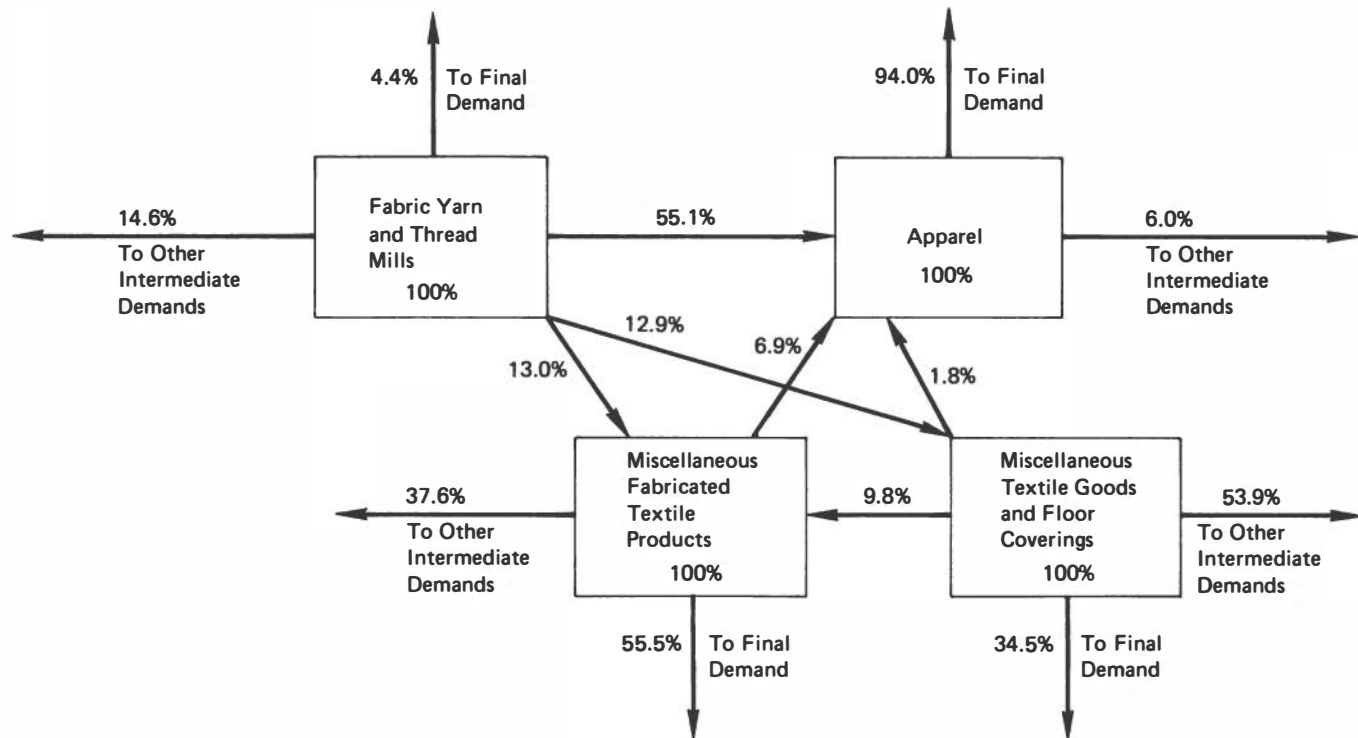 4.4%
To Final
Demand
94.0%
To Final
Demand
14.6%
To Other
Intermediate
Demands
Fabric Yarn
and Thread
Mills
100%
55.1%
Apparel
100%
6.0%
To Other
Intermediate
Demands
12.9%
13.0%
6.9%
1.8%
37.6%
To Other
Intermediate
Demands
Miscellaneous
Fabricated
Textile
Products
100%
9.8%
Miscellaneous
Textile Goods
and Floor
Coverings
100%
53.9%
To Other
Intermediate
Demands
55.5%
To Final
Demand
34.5%
To Final
Demand